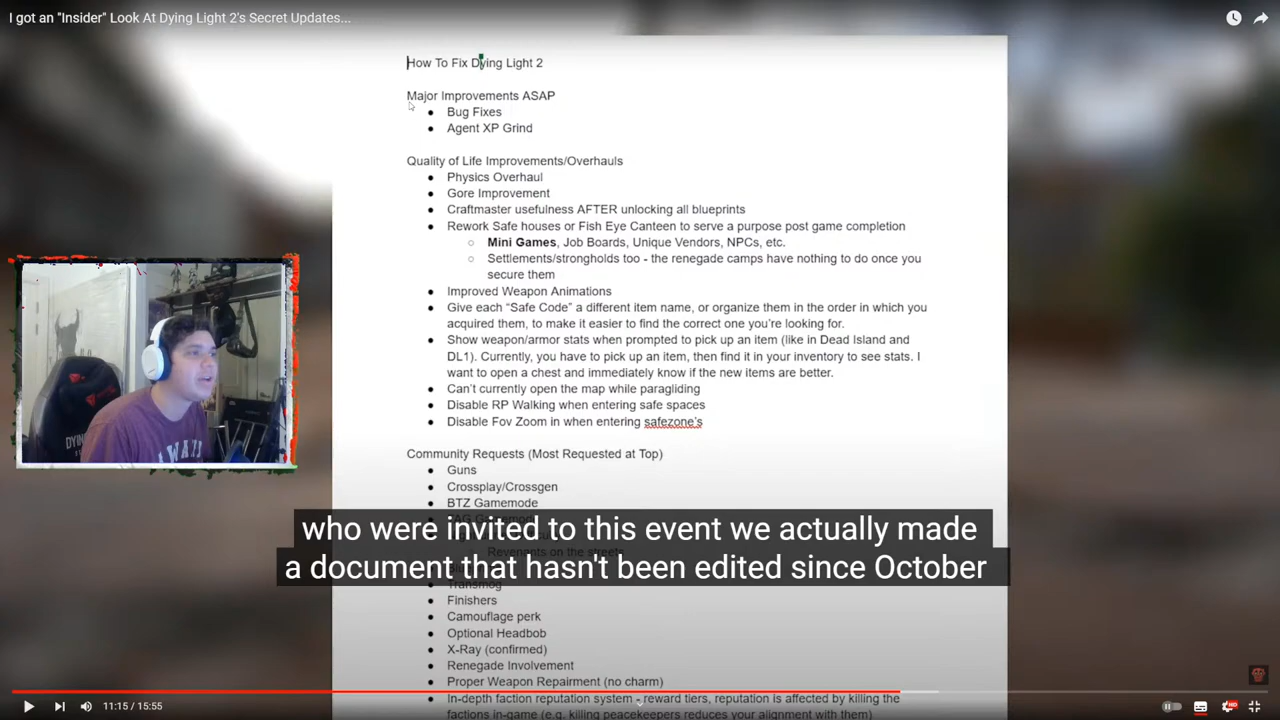 I got an "Insider" Look At Dying Light 2's Secret Updates...
How To Fix Dying Light 2
Major Improvements ASAP
Bug Fixes
Agent XP Grind
Quality of Life Improvements/Overhauls
Physics Overhaul
Gore Improvement
Craftmaster usefulness AFTER unlocking all blueprints
Rework Safe houses or Fish Eye Canteen to serve a purpose post game completion
Mini Games, Job Boards, Unique Vendors, NPCs, etc.
Settlements/strongholds too - the renegade camps have nothing to do once you
secure them
Improved Weapon Animations
Give each “Safe Code” a different item name, or organize them in the order in which you
acquired them, to make it easier to find the correct one you're looking for.
Show weapon/armor stats when prompted to pick up an item (like in Dead Island and
DL1). Currently, you have to pick up an item, then find it in your inventory to see stats. I
want to open a chest and immediately know if the new items are better.
Can't currently open the map while paragliding
Disable RP Walking when entering safe spaces
Disable Fov Zoom in when entering safezone's
Community Requests (Most Requested at Top)
Guns
Crossplay/Crossgen
BTZ Gamemode
who were invited to this event we actually made
Revenants on the streets
a document that hasn't been edited since October
Transmog
Finishers
Camouflage perk
Optional Headbob
X-Ray (confirmed)
Renegade Involvement
Proper Weapon Repairment (no charm)
In-depth faction reputation system - reward tiers, reputation is affected by killing the
factions in-game (e.g. killing peacekeepers reduces your alignment with them)
11:15 / 15:55
HD